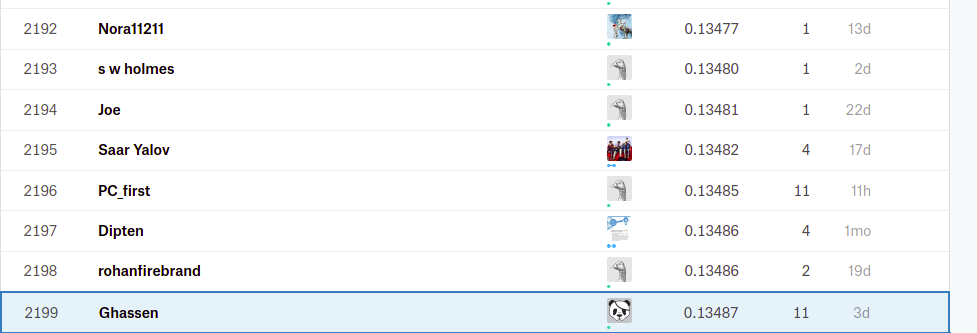 2192 Nora11211 0.13477 1 13d
2193 s w holmes 0.13480 1 2d
2194 Joe 0.13481 1 22d
2195 Saar Yalov 0.13482 4 17d
2196 PC_first 0.13485 11 11h
2197 Dipten 0.13486 4 1mo
2198 rohanfirebrand 0.13486 2 19d
2199 Ghassen 0.13487 11 3d